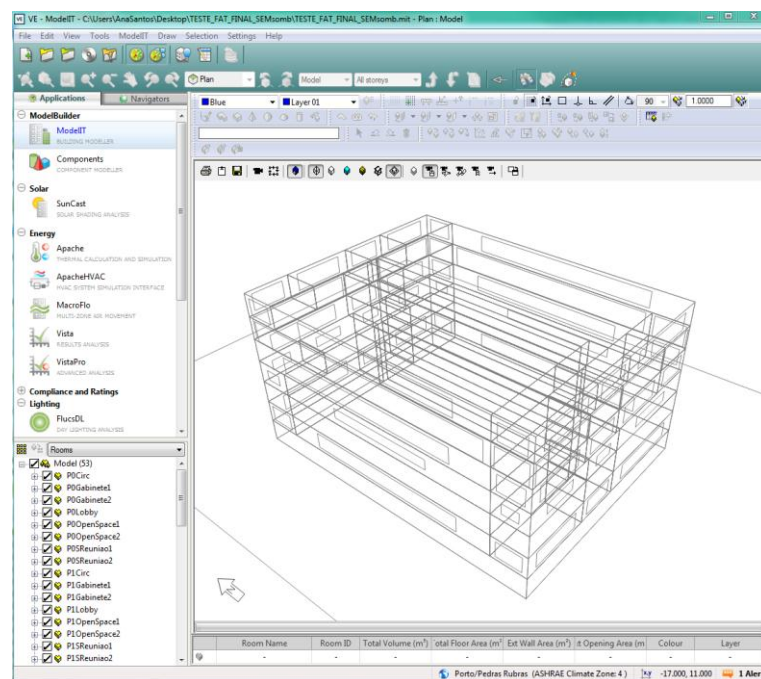 VE - ModelIT - C:\Users\AnaSantos\Desktop\TESTE_FAT_FINAL_SEMsomb\TESTE_FAT_FINAL_SEMsomb.mit - Plan : Model
File Edit View Tools ModelIT Draw Selection Settings Help
Plan Model All storeys
Applications Navigators
Blue Layer 01 90 1.0000
ModelBuilder
ModelIT
BUILDING MODELLER
Components
COMPONENT MODELLER
Solar
SunCast
SOLAR SHADING ANALYSIS
Energy
Apache
THERMAL CALCULATION AND SIMULATION
ApacheHVAC
HVAC SYSTEM SIMULATION INTERFACE
MacroFlo
MULTI-ZONE AIR MOVEMENT
Vista
RESULTS ANALYSIS
VistaPro
ADVANCED ANALYSIS
Compliance and Ratings
Lighting
FlucsDL
DAY LIGHTING ANALYSIS
Rooms
Model (53)
P0Circ
P0Gabinete1
P0Gabinete2
P0Lobby
P0OpenSpace1
P0OpenSpace2
P0SReuniao1
P0SReuniao2
P1Circ
P1Gabinete1
P1Gabinete2
P1Lobby
P1OpenSpace1
P1OpenSpace2
P1SReuniao1
P1SReuniao2
Room Name Room ID Total Volume (m³) otal Floor Area (m² Ext Wall Area (m²) :t Opening Area (m Colour Layer
- - - - - - - -
Porto/Pedras Rubras (ASHRAE Climate Zone: 4) -17.000, 11.000 1 Aler